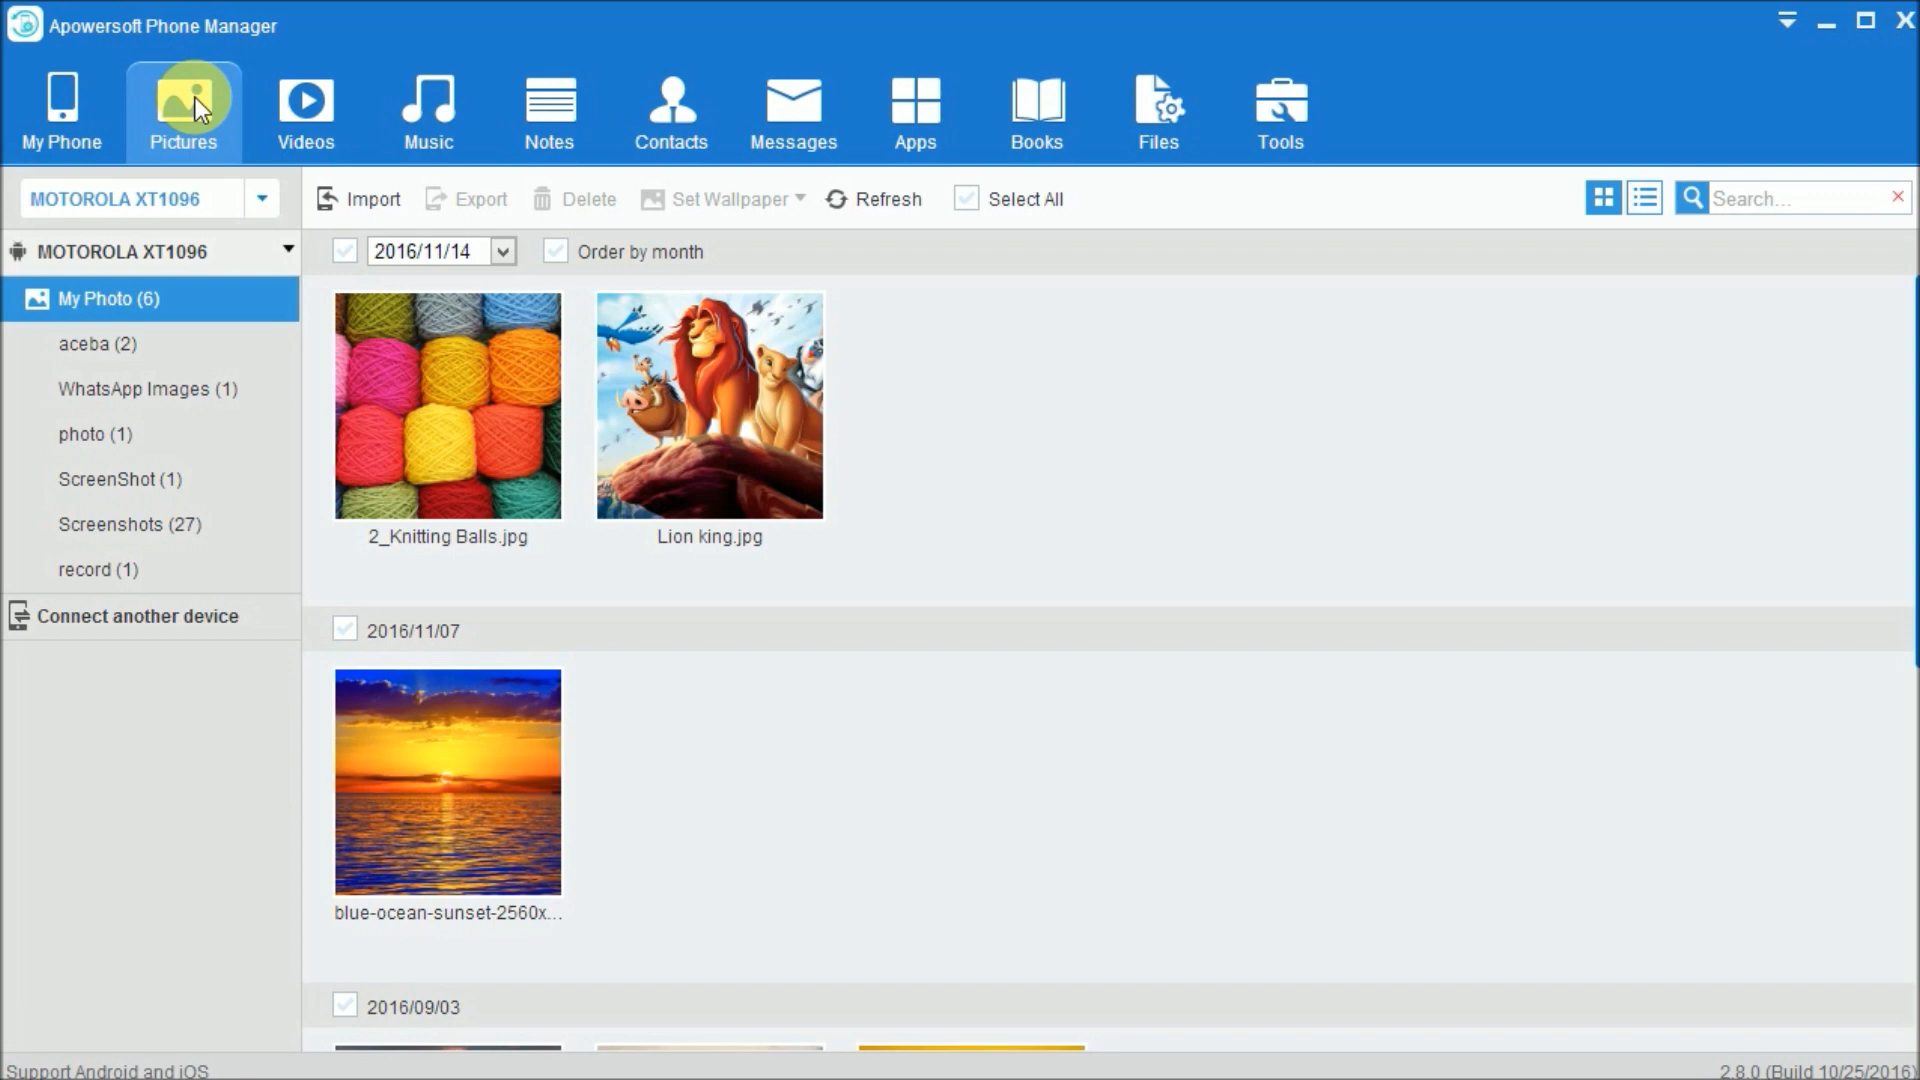 Apowersoft Phone Manager
My Phone
Pictures
Videos
Music
Notes
Contacts
Messages
Apps
Books
Files
Tools
MOTOROLA XT1096
Import
Export
Delete
Set Wallpaper
Refresh
Select All
Search...
MOTOROLA XT1096
2016/11/14
Order by month
My Photo (6)
aceba (2)
WhatsApp Images (1)
photo (1)
ScreenShot (1)
Screenshots (27)
record (1)
Connect another device
2_Knitting Balls.jpg
Lion king.jpg
2016/11/07
blue-ocean-sunset-2560x...
2016/09/03
Support Android and iOS
2.8.0 (Build 10/25/2016)